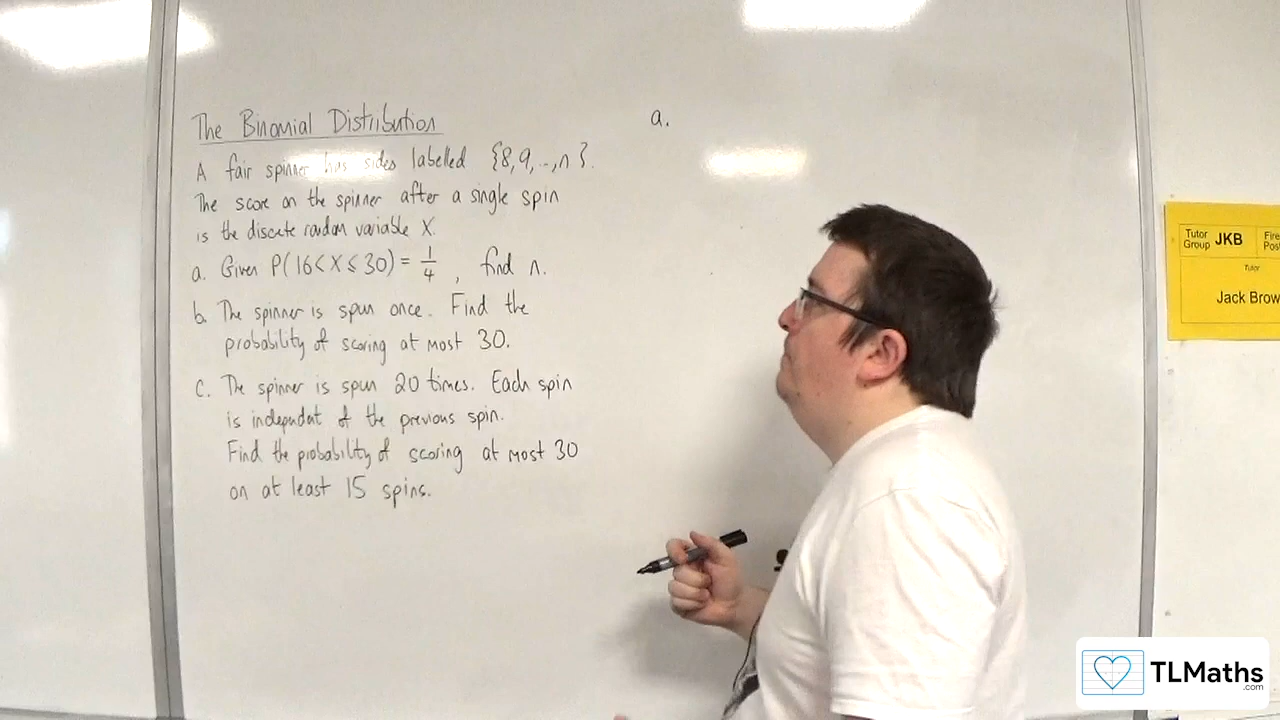 The Binomial Distribution
A fair spinner has sides labelled {8,9,...,n}.
The score on the spinner after a single spin
is the discrete random variable X.
a. Given P(16<X≤30) = 1/4, find n.
b. The spinner is spun once. Find the
probability of scoring at most 30.
c. The spinner is spun 20 times. Each spin
is independent of the previous spin.
Find the probability of scoring at most 30
on at least 15 spins.
a.
Tutor Group JKB Fire
Pos
Tutor
Jack Brow
TLMaths
.com